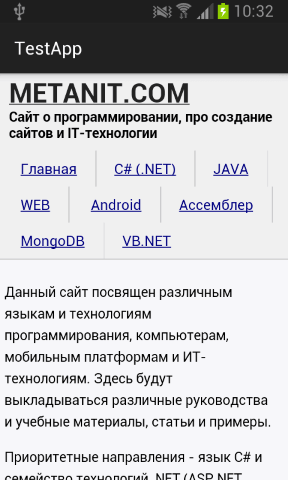 10:32
TestApp
METANIT.COM
Сайт о программировании, про создание
сайтов и IT-технологии
Главная C# (.NET) JAVA
WEB Android Ассемблер
MongoDB VB.NET
Данный сайт посвящен различным
языкам и технологиям
программирования, компьютерам,
мобильным платформам и ИТ-
технологиям. Здесь будут
выкладываться различные руководства
и учебные материалы, статьи и примеры.
Приоритетные направления - язык C# и
семейство технологий .NET (ASP.NET